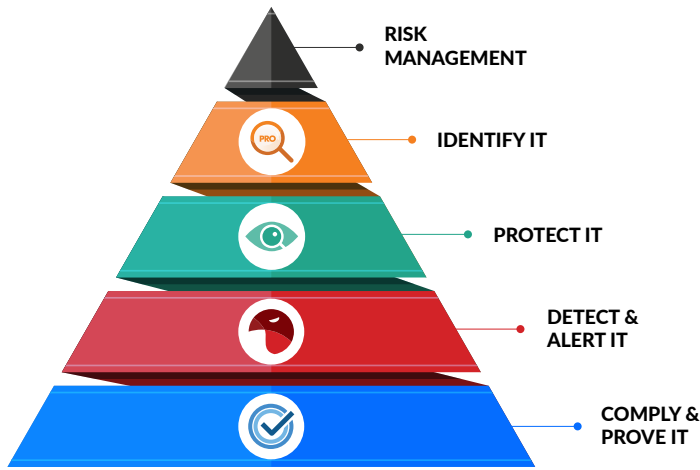 RISK
MANAGEMENT
PRO
IDENTIFY IT
PROTECT IT
DETECT &
ALERT IT
COMPLY &
PROVE IT